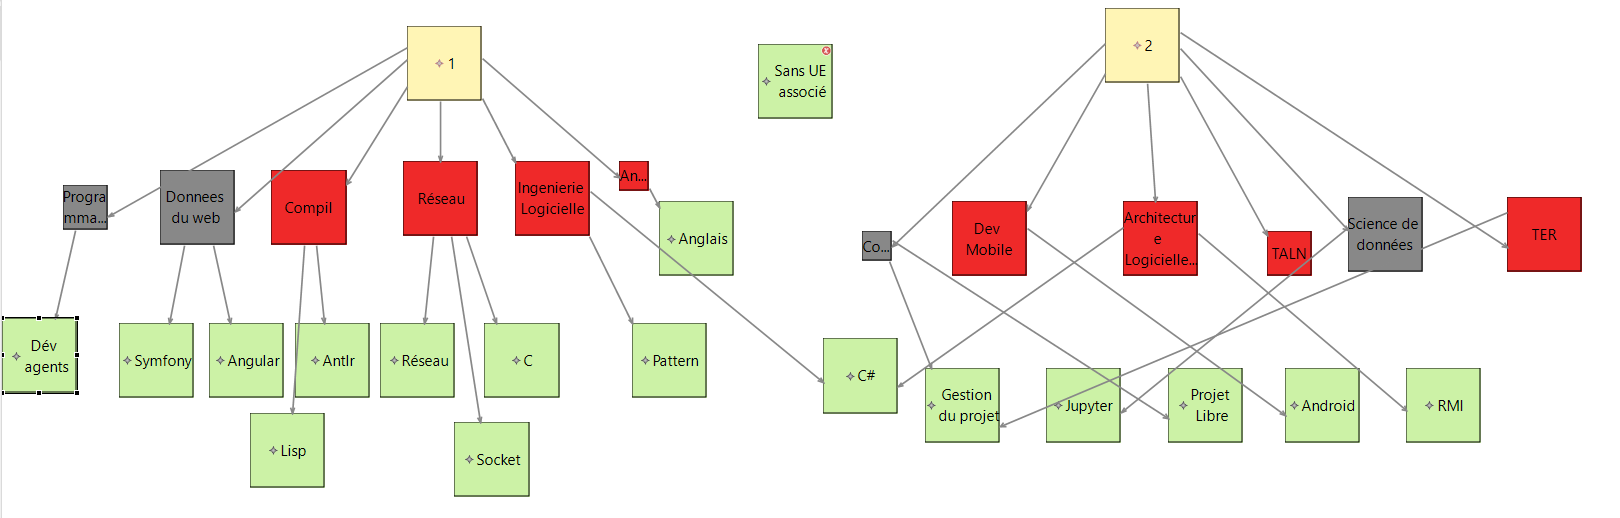 1
2
Sans UE
associé
Progra
mma...
Donnees
du web
Compil
Réseau
Ingenierie
Logicielle
An...
Anglais
Co...
Dev
Mobile
Architectur
e
Logicielle...
TALN
Science de
données
TER
Dév
agents
Symfony
Angular
Antlr
Réseau
C
Pattern
C#
Gestion
du projet
Jupyter
Projet
Libre
Android
RMI
Lisp
Socket